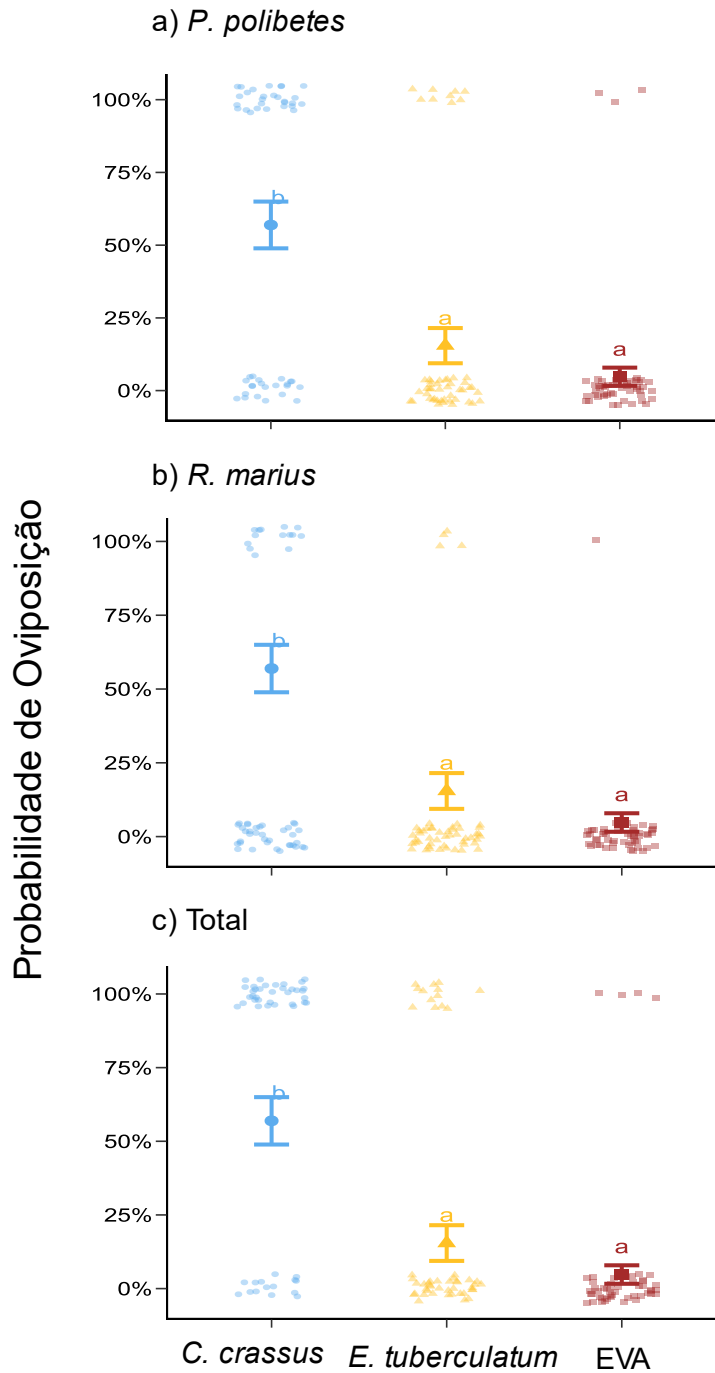 a) P. polibetes
100%
75%
50%
25%
0%
b
a
a
b) R. marius
100%
75%
50%
25%
0%
b
a
a
c) Total
100%
75%
50%
25%
0%
b
a
a
Probabilidade de Oviposição
C. crassus E. tuberculatum EVA